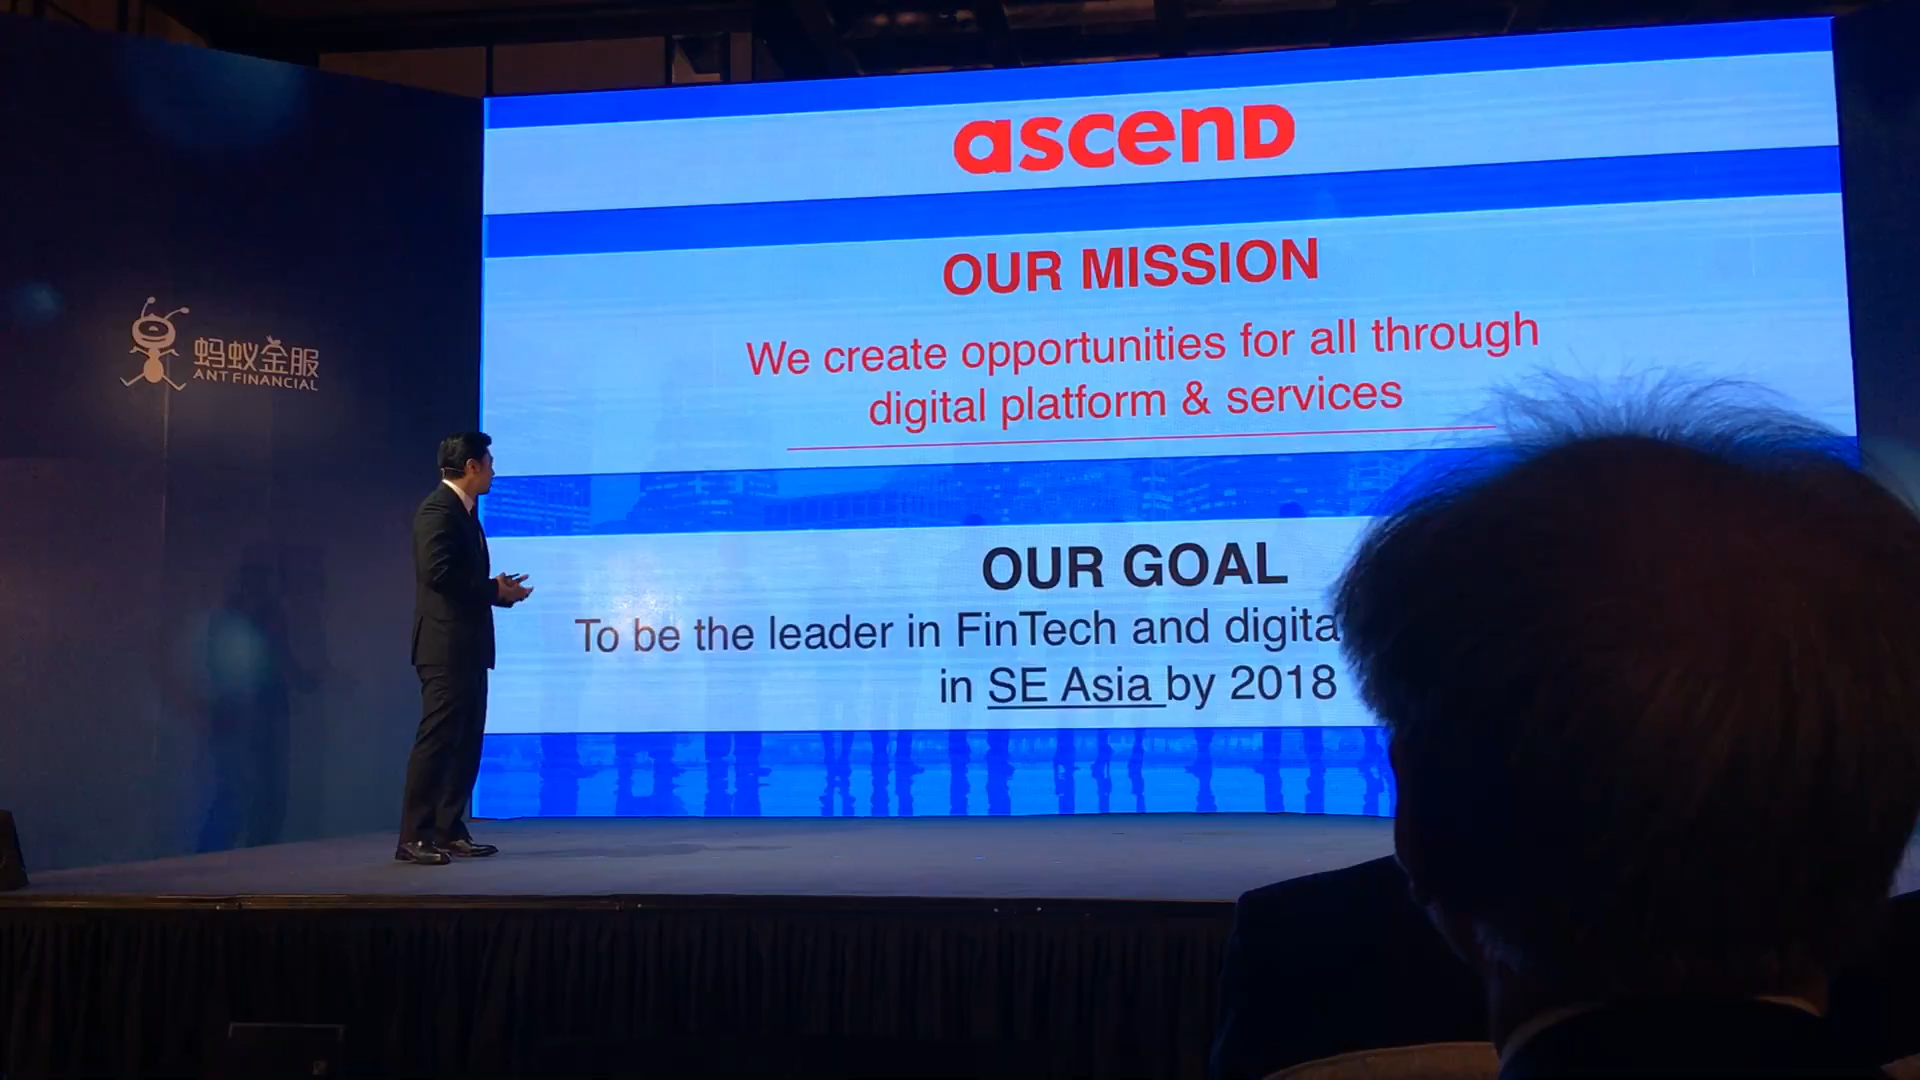 ascenD
OUR MISSION
We create opportunities for all through
digital platform & services
蚂蚁金服
ANT FINANCIAL
OUR GOAL
To be the leader in FinTech and
in SE Asia by 2018